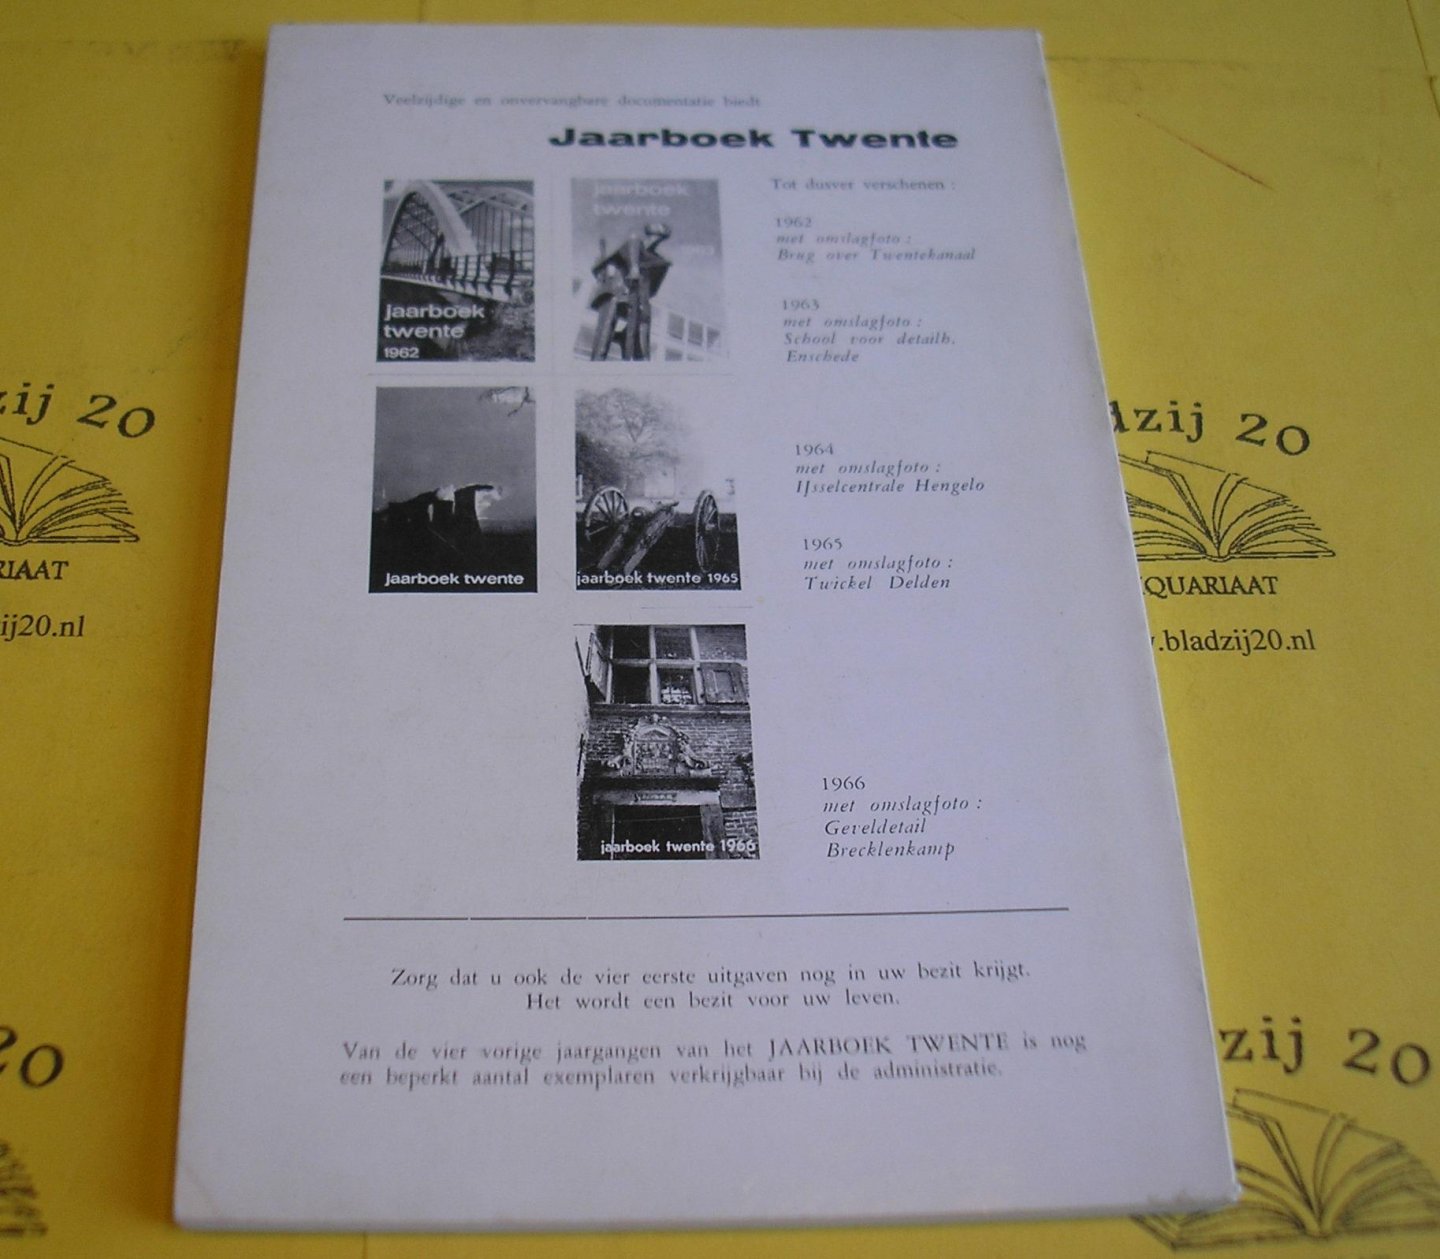 Veelzijdige en onvervangbare documentatie biedt
Jaarboek Twente
Tot dusver verschenen :
jaarboek
twente
1962
jaarboek
twente
1962
met omslagfoto :
Brug over Twentekanaal
1963
met omslagfoto :
School voor detailh.
Enschede
jaarboek twente
jaarboek twente 1965
1964
met omslagfoto :
IJsselcentrale Hengelo
1965
met omslagfoto :
Twickel Delden
jaarboek twente 1966
1966
met omslagfoto :
Geveldetail
Brecklenkamp
Zorg dat u ook de vier eerste uitgaven nog in uw bezit krijgt.
Het wordt een bezit voor uw leven.
Van de vier vorige jaargangen van het JAARBOEK TWENTE is nog
een beperkt aantal exemplaren verkrijgbaar bij de administratie.
zij 20
RIAAT
ij20.nl
20
dzij 20
QUARIAAT
.bladzij20.nl
zij 20